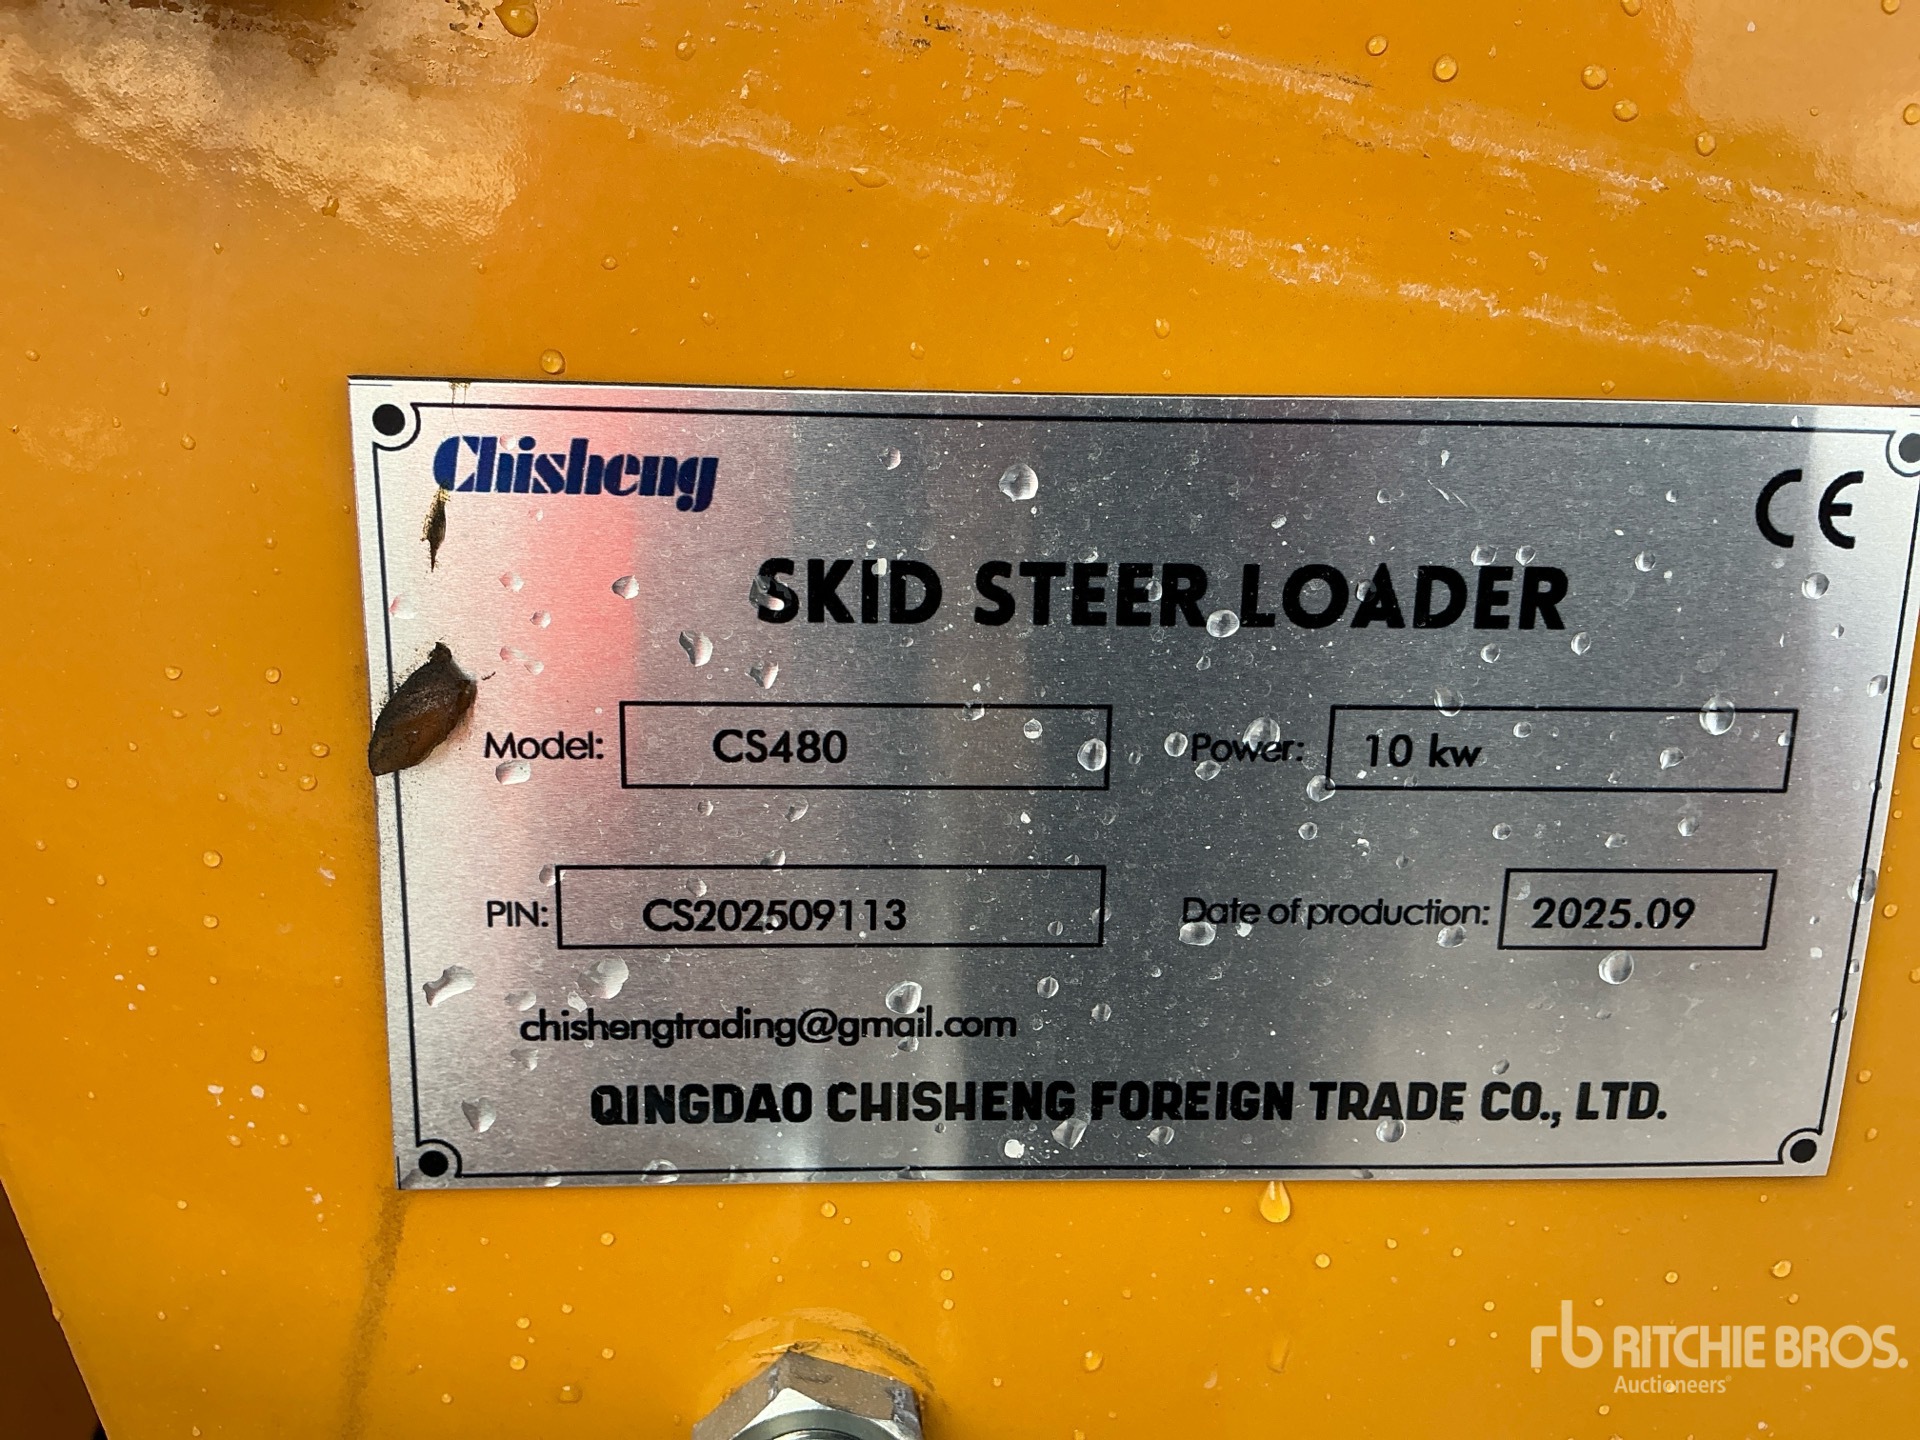 Chisheng
CE
SKID STEER LOADER
Model: CS480 Power: 10 kw
PIN: CS202509113 Date of production: 2025.09
chishengtrading@gmail.com
QINGDAO CHISHENG FOREIGN TRADE CO., LTD.
rb RITCHIE BROS.
Auctioneers